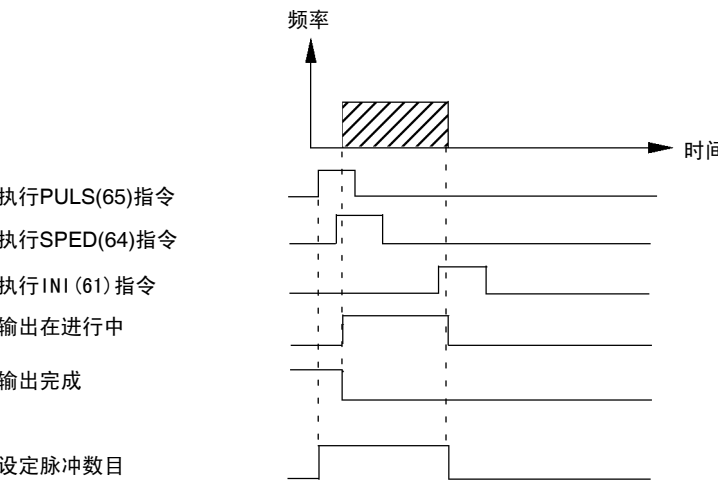 频率
时间
执行PULS(65)指令
执行SPED(64)指令
执行INI(61)指令
输出在进行中
输出完成
设定脉冲数目